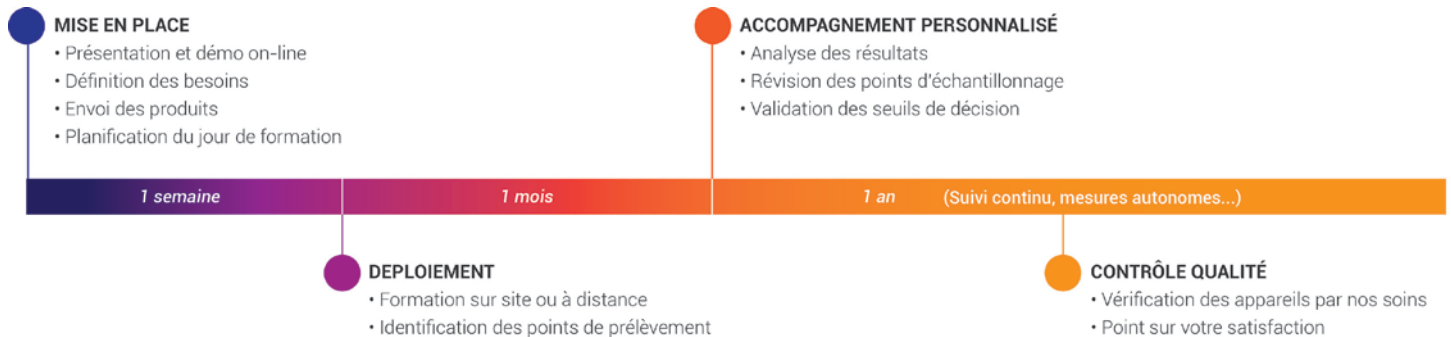 MISE EN PLACE
• Présentation et démo on-line
• Définition des besoins
• Envoi des produits
• Planification du jour de formation
ACCOMPAGNEMENT PERSONNALISÉ
• Analyse des résultats
• Révision des points d'échantillonnage
• Validation des seuils de décision
1 semaine
1 mois
1 an (Suivi continu, mesures autonomes...)
DEPLOIEMENT
• Formation sur site ou à distance
• Identification des points de prélèvement
CONTRÔLE QUALITÉ
• Vérification des appareils par nos soins
• Point sur votre satisfaction